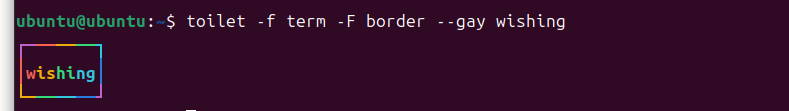 ubuntu@ubuntu:~$ toilet -f term -F border --gay wishing
wishing